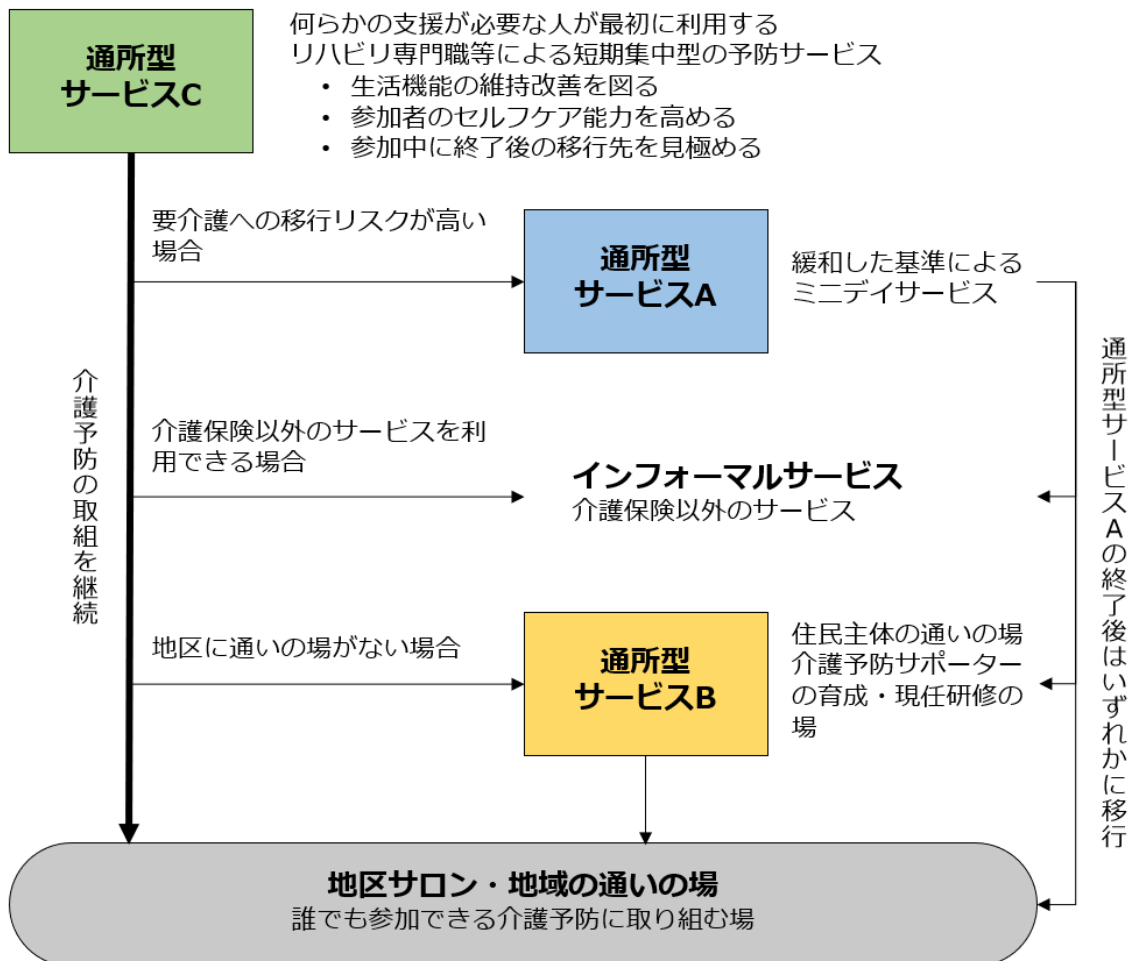 通所型
サービスC
何らかの支援が必要な人が最初に利用する
リハビリ専門職等による短期集中型の予防サービス
• 生活機能の維持改善を図る
• 参加者のセルフケア能力を高める
• 参加中に終了後の移行先を見極める
要介護への移行リスクが高い
場合
通所型
サービスA
緩和した基準による
ミニデイサービス
介護予防の取組を継続
介護保険以外のサービスを利
用できる場合
インフォーマルサービス
介護保険以外のサービス
通所型サービスAの終了後はいずれかに移行
地区に通いの場がない場合
通所型
サービスB
住民主体の通いの場
介護予防サポーター
の育成・現任研修の
場
地区サロン・地域の通いの場
誰でも参加できる介護予防に取り組む場